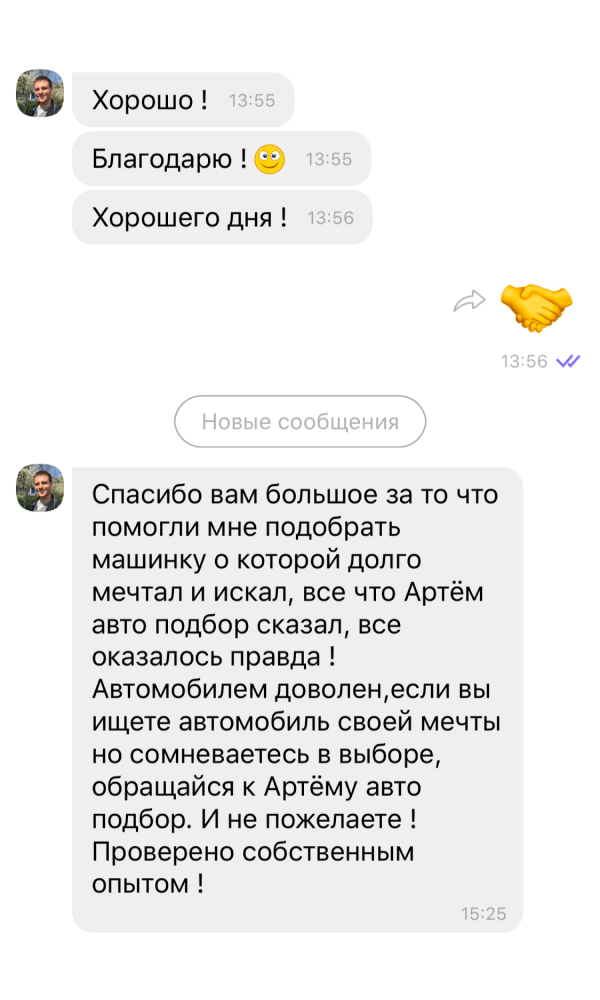 Хорошо ! 13:55
Благодарю ! 13:55
Хорошего дня ! 13:56
13:56
Новые сообщения
Спасибо вам большое за то что
помогли мне подобрать
машинку о которой долго
мечтал и искал, все что Артём
авто подбор сказал, все
оказалось правда !
Автомобилем доволен,если вы
ищете автомобиль своей мечты
но сомневаетесь в выборе,
обращайся к Артёму авто
подбор. И не пожелаете !
Проверено собственным
опытом !
15:25